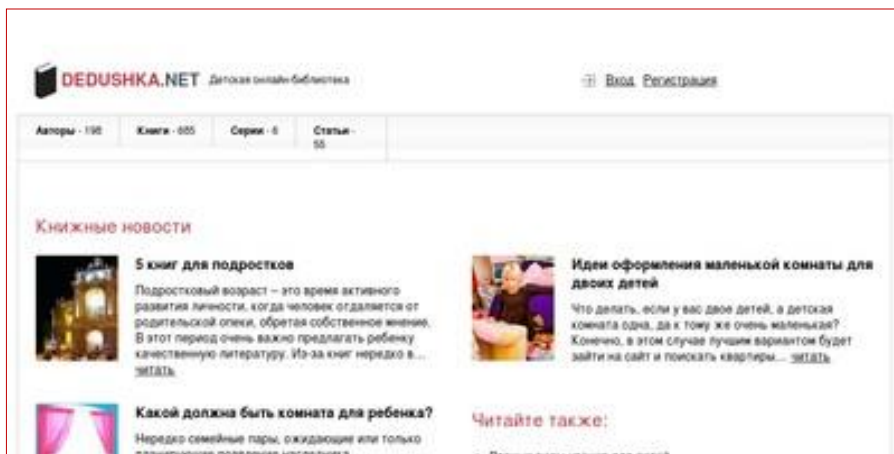 DEDUSHKA.NET Детская онлайн-библиотека
Вход Регистрация
Авторы - 198
Книги - 685
Серии - 6
Статьи -
55
Книжные новости
5 книг для подростков
Подростковый возраст – это время активного
развития личности, когда человек отдаляется от
родительской опеки, обретая собственное мнение.
В этот период очень важно предлагать ребенку
качественную литературу. Из-за книг нередко в...
читать
Какой должна быть комната для ребенка?
Нередко семейные пары, ожидающие или только
Идеи оформления маленькой комнаты для
двоих детей
Что делать, если у вас двое детей, а детская
комната одна, да к тому же очень маленькая?
Конечно, в этом случае лучшим вариантом будет
зайти на сайт и поискать квартиры... читать
Читайте также: